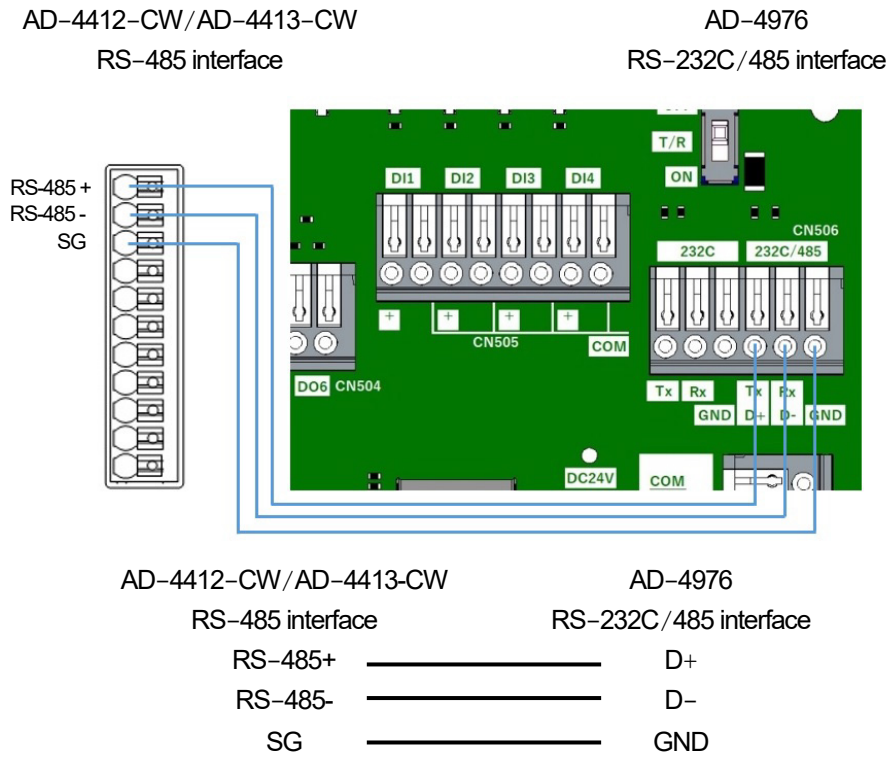 AD-4412-CW/AD-4413-CW
RS-485 interface
AD-4976
RS-232C/485 interface
RS-485 +
RS-485 -
SG
T/R
ON
DI1 DI2 DI3 DI4
CN506
232C 232C/485
+ + + +
CN505
COM
DO6 CN504
Tx Rx Tx Rx
GND D+ D- GND
DC24V
COM
AD-4412-CW/AD-4413-CW
AD-4976
RS-485 interface
RS-232C/485 interface
RS-485+ D+
RS-485- D-
SG GND